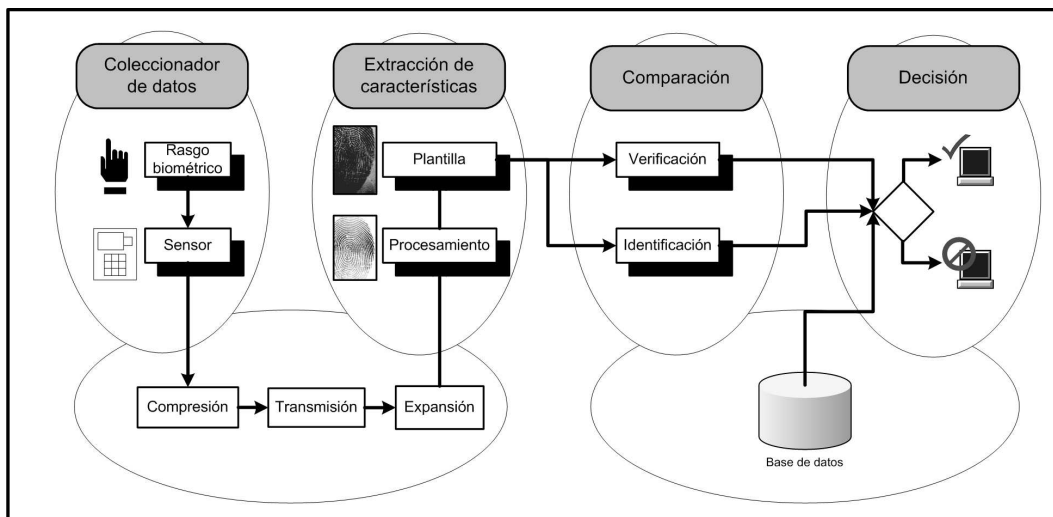 Coleccionador
de datos
Extracción de
características
Comparación
Decisión
Rasgo
biométrico
Plantilla
Verificación
Sensor
Procesamiento
Identificación
Compresión
Transmisión
Expansión
Base de datos